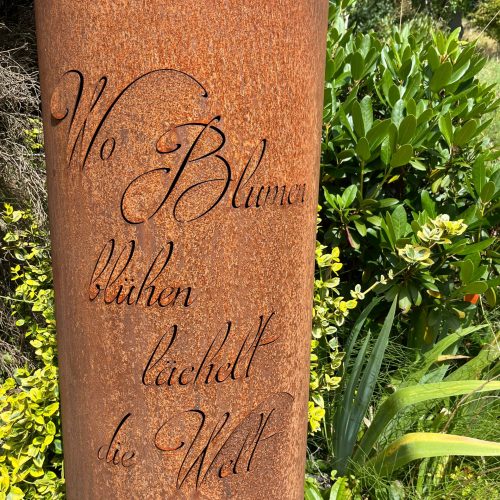 Wo
Blumen
blühen
lächelt
die Welt